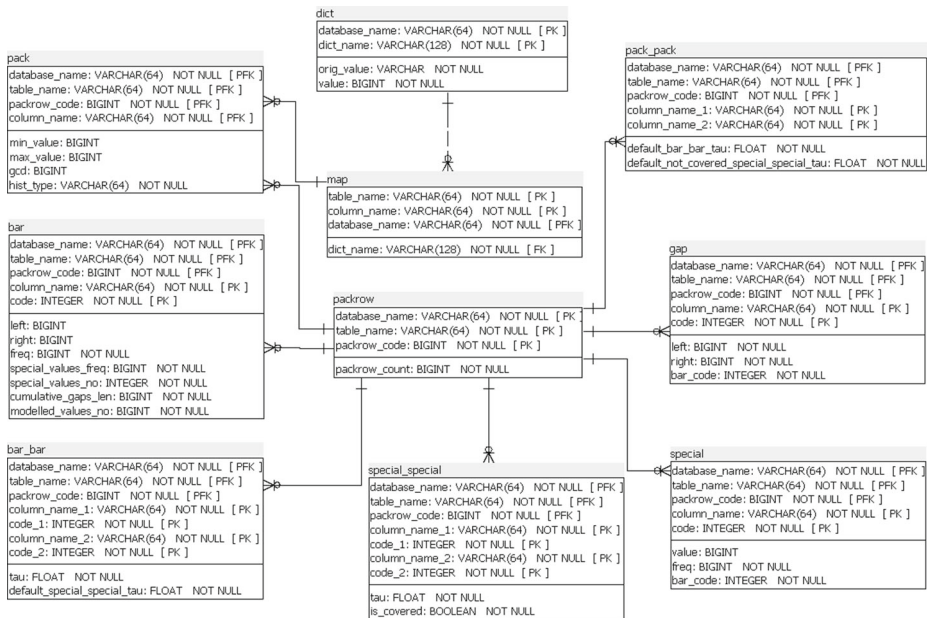 dict
database_name: VARCHAR(64) NOT NULL [ PK ]
dict_name: VARCHAR(128) NOT NULL [ PK ]
orig_value: VARCHAR NOT NULL
value: BIGINT NOT NULL
pack
database_name: VARCHAR(64) NOT NULL [ PFK ]
table_name: VARCHAR(64) NOT NULL [ PFK ]
packrow_code: BIGINT NOT NULL [ PFK ]
column_name: VARCHAR(64) NOT NULL [ PFK ]
min_value: BIGINT
max_value: BIGINT
gcd: BIGINT
hist_type: VARCHAR(64) NOT NULL
pack_pack
database_name: VARCHAR(64) NOT NULL [ PFK ]
table_name: VARCHAR(64) NOT NULL [ PFK ]
packrow_code: BIGINT NOT NULL [ PFK ]
column_name_1: VARCHAR(64) NOT NULL [ PK ]
column_name_2: VARCHAR(64) NOT NULL [ PK ]
default_bar_bar_tau: FLOAT NOT NULL
default_not_covered_special_special_tau: FLOAT NOT NULL
map
table_name: VARCHAR(64) NOT NULL [ PK ]
column_name: VARCHAR(64) NOT NULL [ PK ]
database_name: VARCHAR(64) NOT NULL [ PFK ]
dict_name: VARCHAR(128) NOT NULL [ FK ]
bar
database_name: VARCHAR(64) NOT NULL [ PFK ]
table_name: VARCHAR(64) NOT NULL [ PFK ]
packrow_code: BIGINT NOT NULL [ PFK ]
column_name: VARCHAR(64) NOT NULL [ PK ]
code: INTEGER NOT NULL [ PK ]
left: BIGINT
right: BIGINT
freq: BIGINT NOT NULL
special_values_freq: BIGINT NOT NULL
special_values_no: INTEGER NOT NULL
cumulative_gaps_len: BIGINT NOT NULL
modelled_values_no: BIGINT NOT NULL
packrow
database_name: VARCHAR(64) NOT NULL [ PK ]
table_name: VARCHAR(64) NOT NULL [ PK ]
packrow_code: BIGINT NOT NULL [ PK ]
packrow_count: BIGINT NOT NULL
gap
database_name: VARCHAR(64) NOT NULL [ PFK ]
table_name: VARCHAR(64) NOT NULL [ PFK ]
packrow_code: BIGINT NOT NULL [ PFK ]
column_name: VARCHAR(64) NOT NULL [ PK ]
code: INTEGER NOT NULL [ PK ]
left: BIGINT
right: BIGINT NOT NULL
bar_code: INTEGER NOT NULL
bar_bar
database_name: VARCHAR(64) NOT NULL [ PFK ]
table_name: VARCHAR(64) NOT NULL [ PFK ]
packrow_code: BIGINT NOT NULL [ PFK ]
column_name_1: VARCHAR(64) NOT NULL [ PK ]
code_1: INTEGER NOT NULL [ PK ]
column_name_2: VARCHAR(64) NOT NULL [ PK ]
code_2: INTEGER NOT NULL [ PK ]
tau: FLOAT NOT NULL
default_special_special_tau: FLOAT NOT NULL
special_special
database_name: VARCHAR(64) NOT NULL [ PFK ]
table_name: VARCHAR(64) NOT NULL [ PFK ]
packrow_code: BIGINT NOT NULL [ PFK ]
column_name_1: VARCHAR(64) NOT NULL [ PK ]
code_1: INTEGER NOT NULL [ PK ]
column_name_2: VARCHAR(64) NOT NULL [ PK ]
code_2: INTEGER NOT NULL [ PK ]
tau: FLOAT NOT NULL
is_covered: BOOLEAN NOT NULL
special
database_name: VARCHAR(64) NOT NULL [ PFK ]
table_name: VARCHAR(64) NOT NULL [ PFK ]
packrow_code: BIGINT NOT NULL [ PFK ]
column_name: VARCHAR(64) NOT NULL [ PK ]
code: INTEGER NOT NULL [ PK ]
value: BIGINT
freq: BIGINT NOT NULL
bar_code: INTEGER NOT NULL